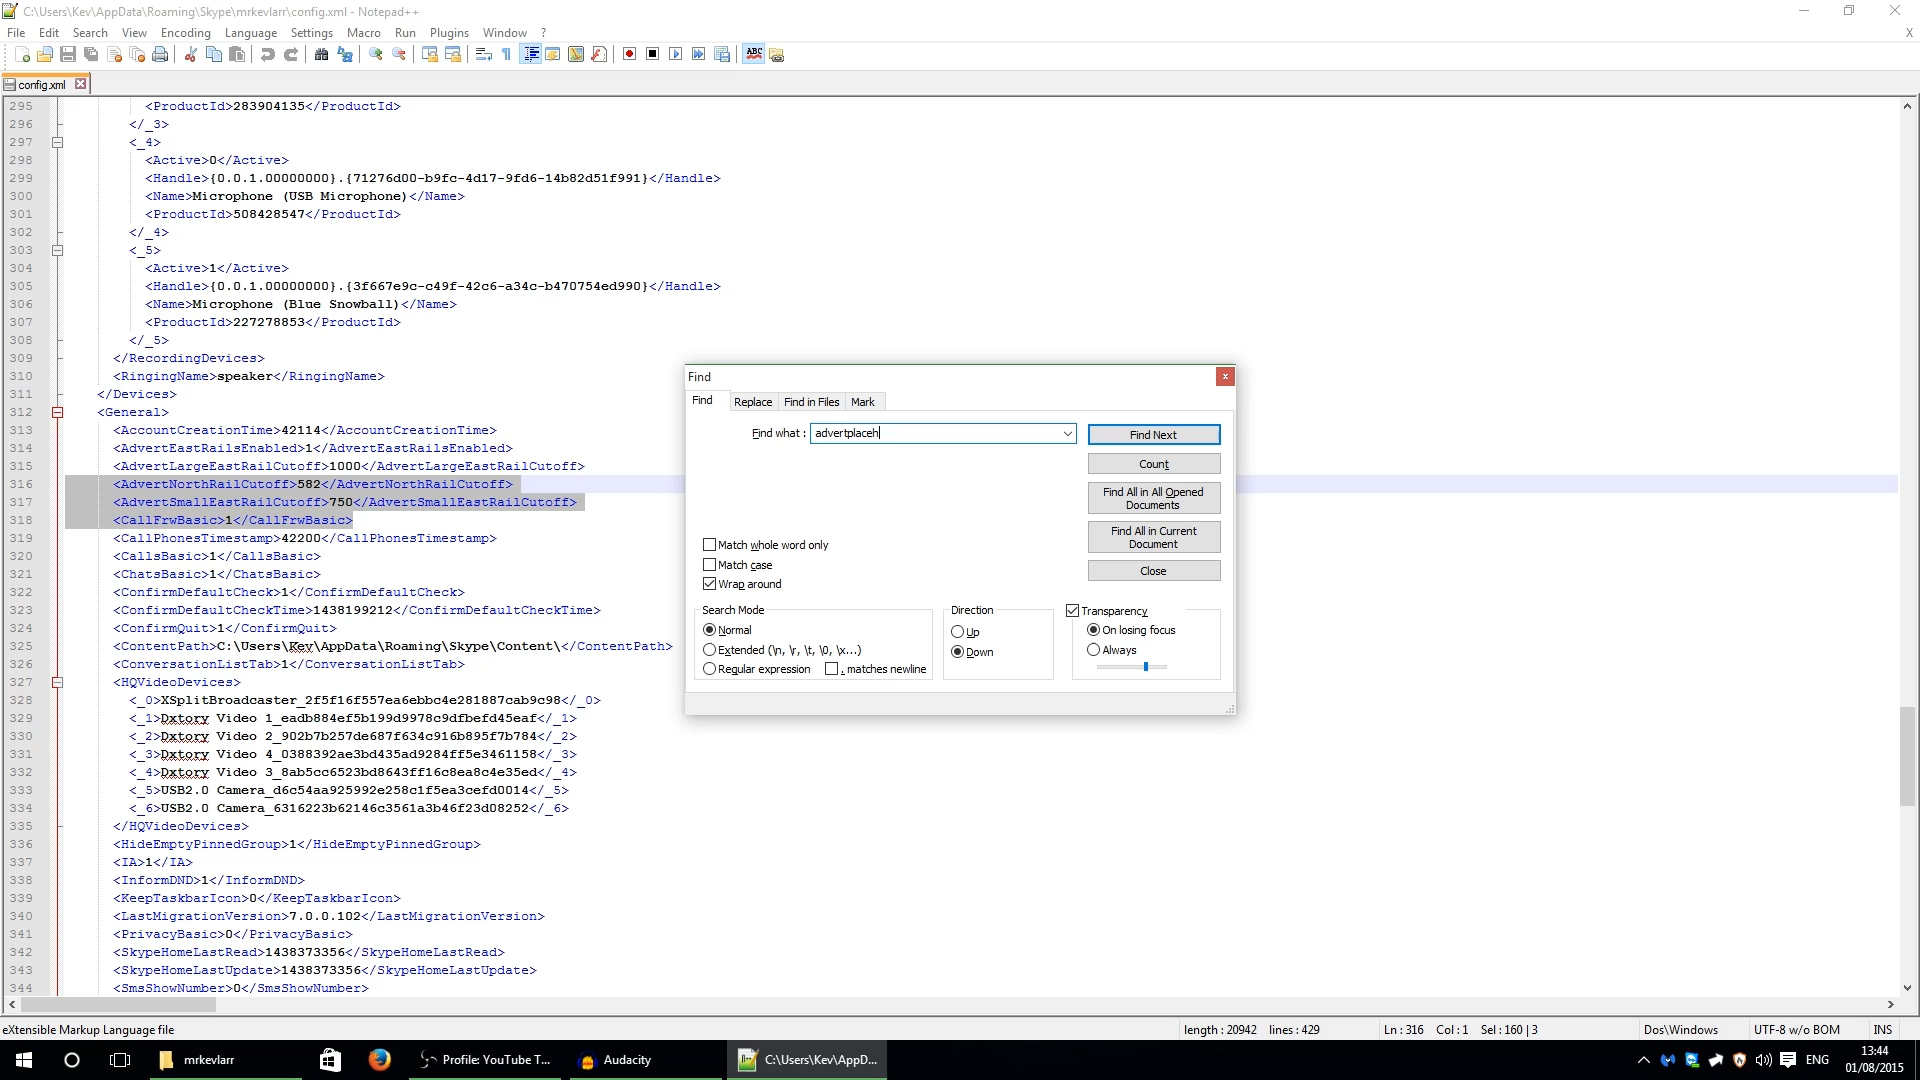 C:\Users\Kev\AppData\Roaming\Skype\mrkevlarr\config.xml - Notepad++
File Edit Search View Encoding Language Settings Macro Run Plugins Window ? X
ABC
config.xml
295 <ProductId>283904135</ProductId>
296 </_3>
297 <_4>
298 <Active>0</Active>
299 <Handle>{0.0.1.00000000}.{71276d00-b9fc-4d17-9fd6-14b82d51f991}</Handle>
300 <Name>Microphone (USB Microphone)</Name>
301 <ProductId>508428547</ProductId>
302 </_4>
303 <_5>
304 <Active>1</Active>
305 <Handle>{0.0.1.00000000}.{3f667e9c-c49f-42c6-a34c-b470754ed990}</Handle>
306 <Name>Microphone (Blue Snowball)</Name>
307 <ProductId>227278853</ProductId>
308 </_5>
309 </RecordingDevices>
310 <RingingName>speaker</RingingName>
311 </Devices>
312 <General>
313 <AccountCreationTime>42114</AccountCreationTime>
314 <AdvertEastRailsEnabled>1</AdvertEastRailsEnabled>
315 <AdvertLargeEastRailCutoff>1000</AdvertLargeEastRailCutoff>
316 <AdvertNorthRailCutoff>582</AdvertNorthRailCutoff>
317 <AdvertSmallEastRailCutoff>750</AdvertSmallEastRailCutoff>
318 <CallFrwBasic>1</CallFrwBasic>
319 <CallPhonesTimestamp>42200</CallPhonesTimestamp>
320 <CallsBasic>1</CallsBasic>
321 <ChatsBasic>1</ChatsBasic>
322 <ConfirmDefaultCheck>1</ConfirmDefaultCheck>
323 <ConfirmDefaultCheckTime>1438199212</ConfirmDefaultCheckTime>
324 <ConfirmQuit>1</ConfirmQuit>
325 <ContentPath>C:\Users\Kev\AppData\Roaming\Skype\Content\</ContentPath>
326 <ConversationListTab>1</ConversationListTab>
327 <HQVideoDevices>
328 <_0>XSplitBroadcaster_2f5f16f557ea6ebbc4e281887cab9c98</_0>
329 <_1>Dxtory Video 1_eadb884ef5b199d9978c9dfbefd45eaf</_1>
330 <_2>Dxtory Video 2_902b7b257de687f634c916b895f7b784</_2>
331 <_3>Dxtory Video 4_0388392ae3bd435ad9284ff5e3461158</_3>
332 <_4>Dxtory Video 3_8ab5cc6523bd8643ff16c8ea8c4e35ed</_4>
333 <_5>USB2.0 Camera_d6c54aa925992e258c1f5ea3cefd0014</_5>
334 <_6>USB2.0 Camera_6316223b62146c3561a3b46f23d08252</_6>
335 </HQVideoDevices>
336 <HideEmptyPinnedGroup>1</HideEmptyPinnedGroup>
337 <IA>1</IA>
338 <InformDND>1</InformDND>
339 <KeepTaskbarIcon>0</KeepTaskbarIcon>
340 <LastMigrationVersion>7.0.0.102</LastMigrationVersion>
341 <PrivacyBasic>0</PrivacyBasic>
342 <SkypeHomeLastRead>1438373356</SkypeHomeLastRead>
343 <SkypeHomeLastUpdate>1438373356</SkypeHomeLastUpdate>
344 <SmsShowNumber>0</SmsShowNumber>
Find
Find Replace Find in Files Mark
Find what : advertplaceh
Find Next
Count
Find All in All Opened
Documents
Find All in Current
Document
Close
Match whole word only
Match case
Wrap around
Search Mode
Normal
Extended (\n, \r, \t, \0, \x...)
Regular expression . matches newline
Direction
Up
Down
Transparency
On losing focus
Always
eXtensible Markup Language file length : 20942 lines : 429 Ln : 316 Col : 1 Sel : 160 | 3 Dos\Windows UTF-8 w/o BOM INS
mrkevlarr Profile: YouTube T... Audacity C:\Users\Kev\AppD... ENG
13:44
01/08/2015